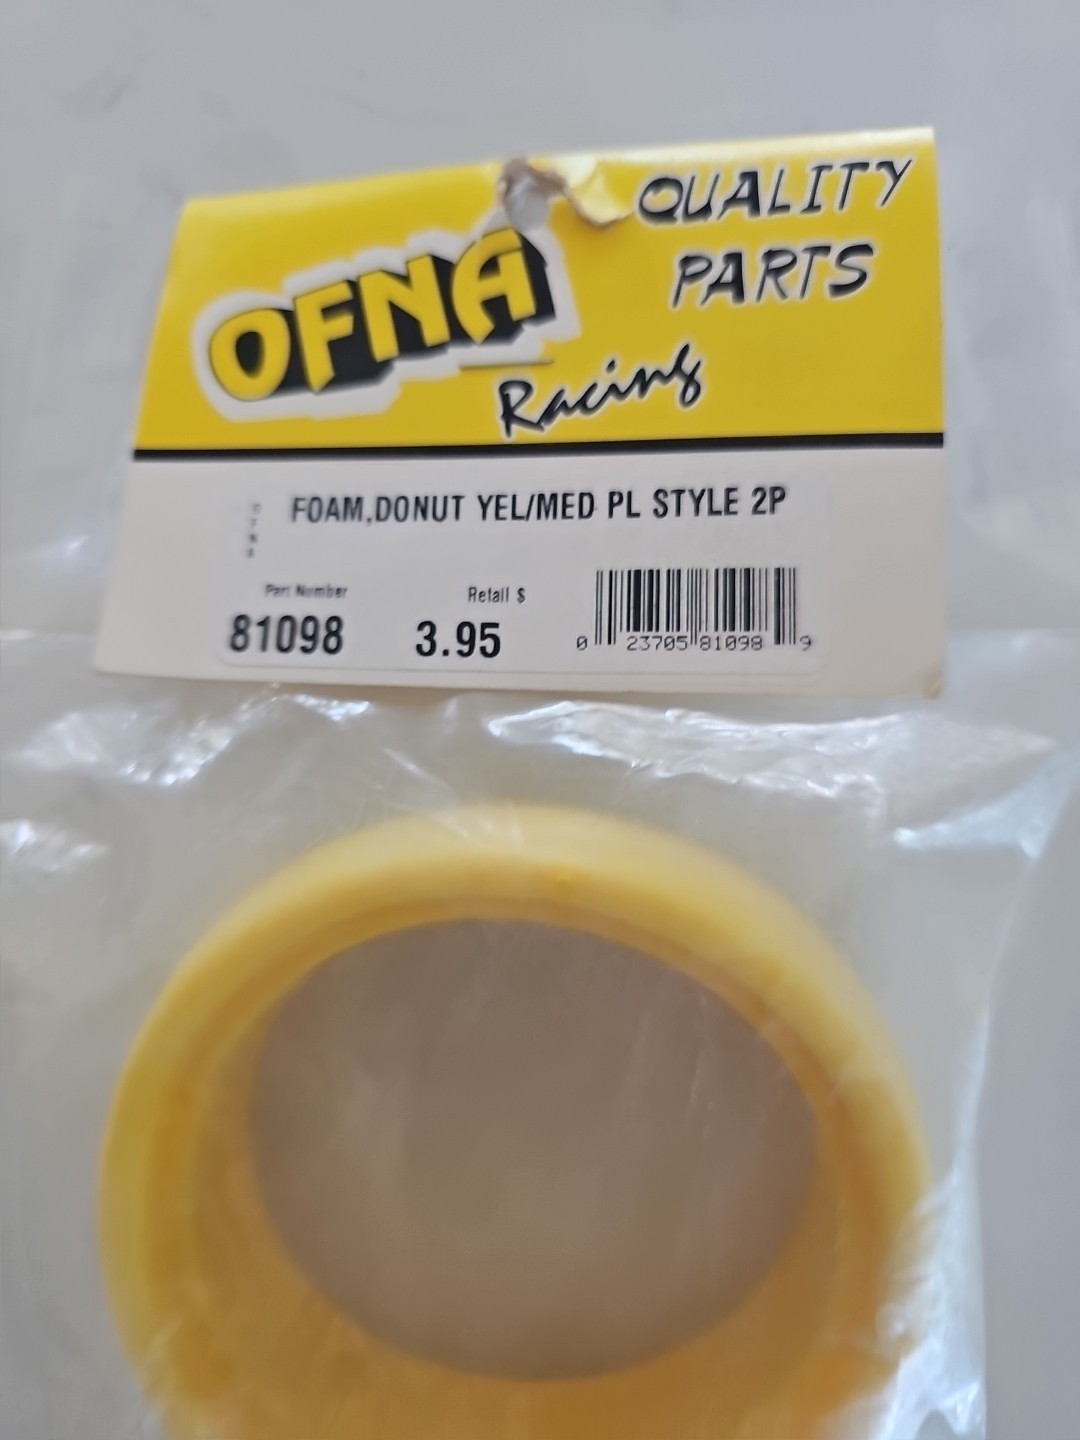 QUALITY
PARTS
OFNA
Racing
FOAM,DONUT YEL/MED PL STYLE 2P
OFNA
Part Number
Retail $
81098
3.95
0 23705 81098 9